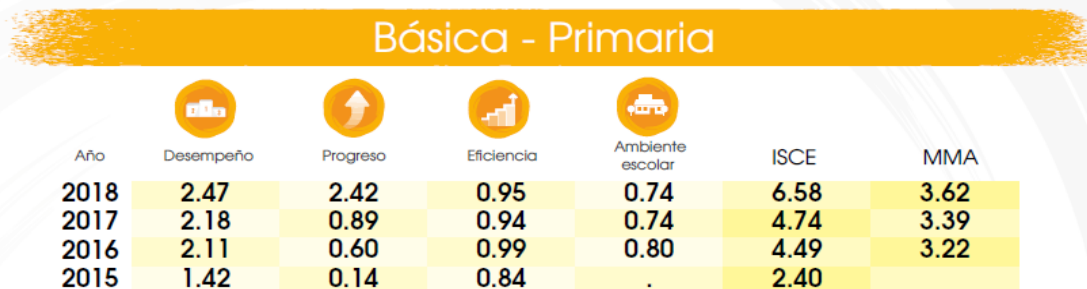 Básica - Primaria
Año Desempeño Progreso Eficiencia Ambiente escolar ISCE MMA
2018 2.47 2.42 0.95 0.74 6.58 3.62
2017 2.18 0.89 0.94 0.74 4.74 3.39
2016 2.11 0.60 0.99 0.80 4.49 3.22
2015 1.42 0.14 0.84 . 2.40